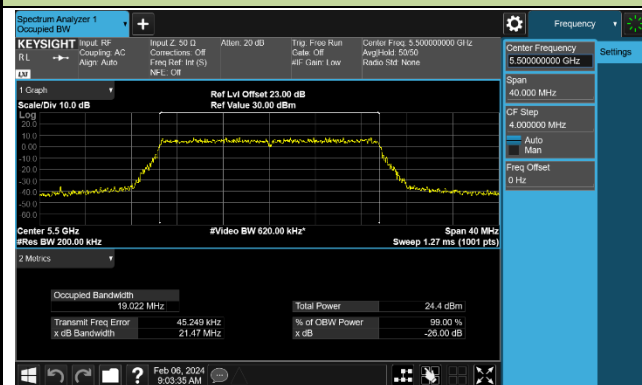 Spectrum Analyzer 1
Occupied BW
+
Frequency
KEYSIGHT
RL
LXI
Input: RF
Coupling: AC
Align: Auto
Input Z: 50 Ω
Corrections: Off
Freq Ref: Int (S)
NFE: Off
Atten: 20 dB
Trig: Free Run
Gate: Off
#IF Gain: Low
Center Freq: 5.500000000 GHz
Avg|Hold: 50/50
Radio Std: None
Center Frequency
5.500000000 GHz
Settings
Span
40.000 MHz
CF Step
4.000000 MHz
Auto
Man
Freq Offset
0 Hz
1 Graph
Scale/Div 10.0 dB
Ref Lvl Offset 23.00 dB
Ref Value 30.00 dBm
Log
20.0
10.0
0.00
-10.0
-20.0
-30.0
-40.0
-50.0
-60.0
Center 5.5 GHz
#Res BW 200.00 kHz
#Video BW 620.00 kHz*
Span 40 MHz
Sweep 1.27 ms (1001 pts)
2 Metrics
Occupied Bandwidth
19.022 MHz
Total Power 24.4 dBm
Transmit Freq Error 45.249 kHz
% of OBW Power 99.00 %
x dB Bandwidth 21.47 MHz
x dB -26.00 dB
?
Feb 06, 2024
9:03:35 AM